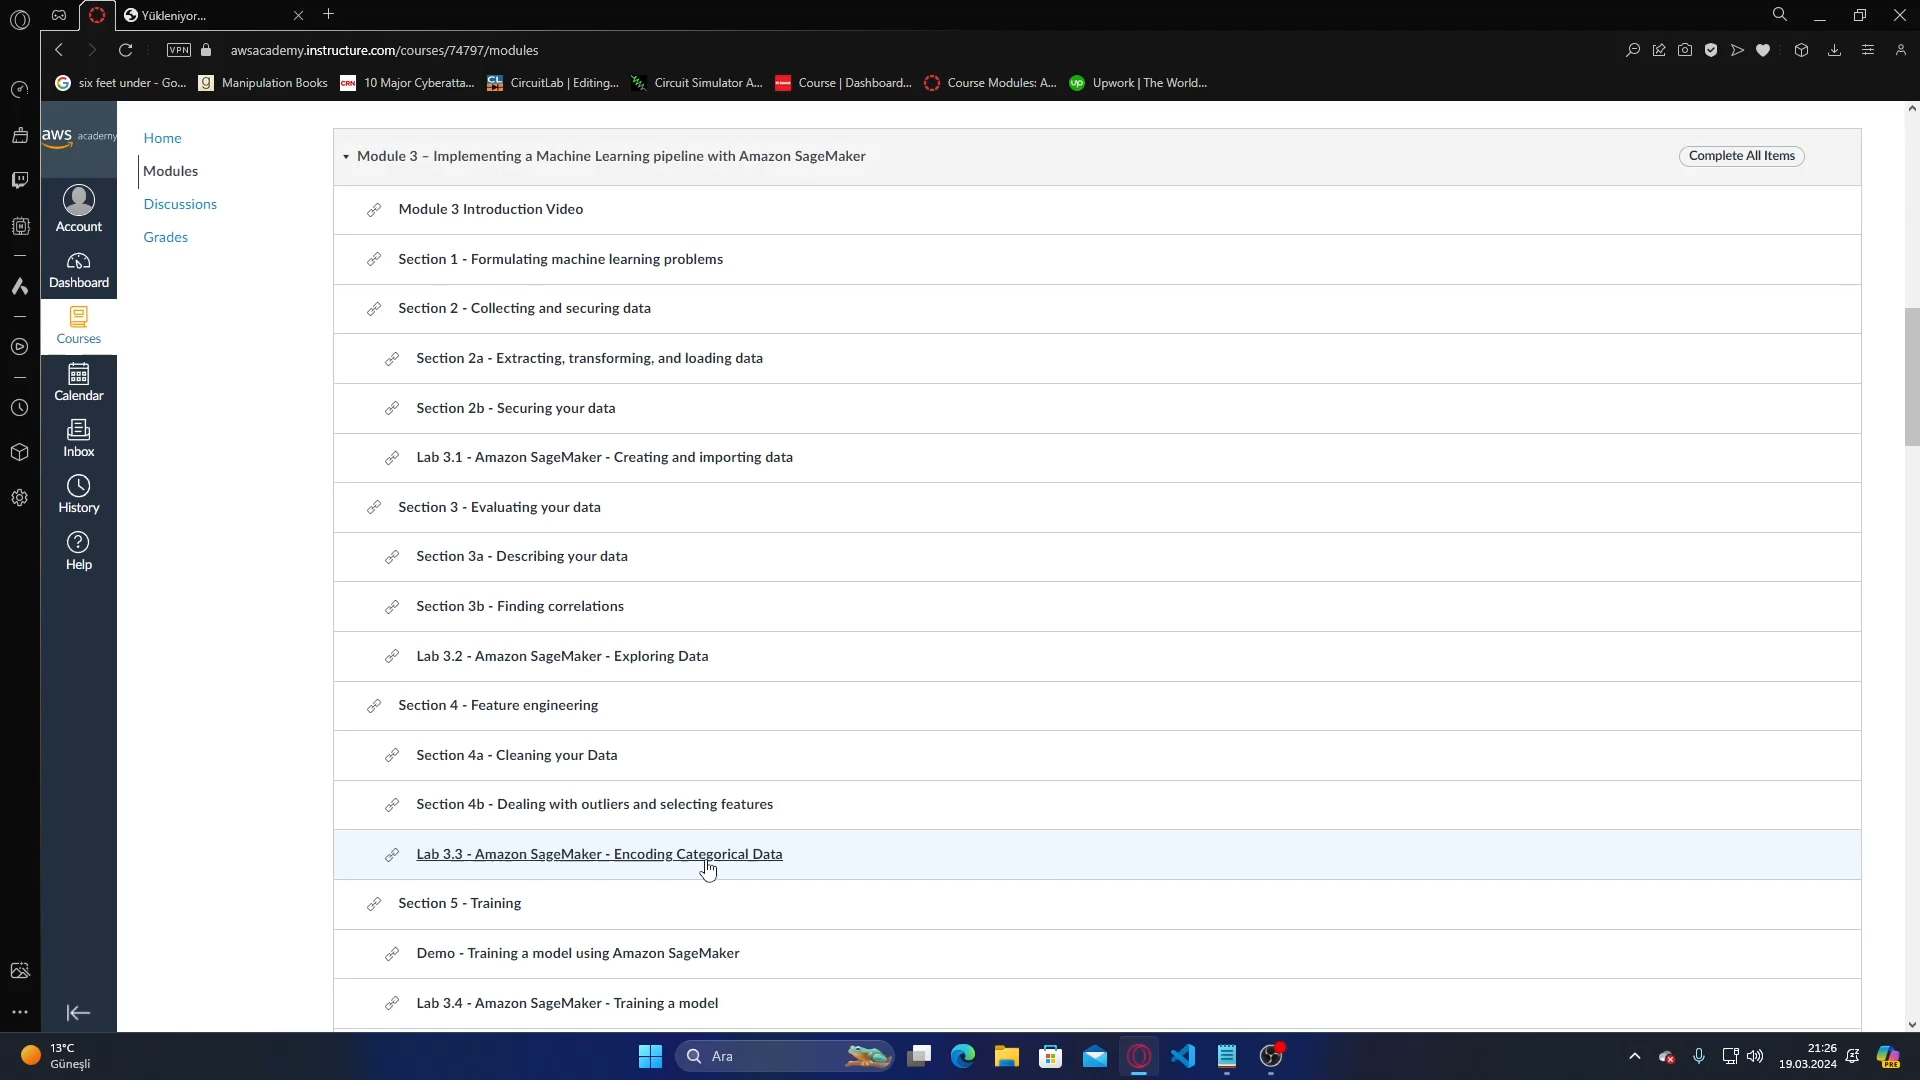 Yükleniyor...
VPN
awsacademy.instructure.com/courses/74797/modules
six feet under - Go...
Manipulation Books
CRN
10 Major Cyberatta...
CL
CircuitLab | Editing...
Circuit Simulator A...
Course | Dashboard...
Course Modules: A...
up
Upwork | The World...
aws academy
Account
Dashboard
Courses
Calendar
Inbox
History
Help
Home
Modules
Discussions
Grades
Module 3 – Implementing a Machine Learning pipeline with Amazon SageMaker
Complete All Items
Module 3 Introduction Video
Section 1 - Formulating machine learning problems
Section 2 - Collecting and securing data
Section 2a - Extracting, transforming, and loading data
Section 2b - Securing your data
Lab 3.1 - Amazon SageMaker - Creating and importing data
Section 3 - Evaluating your data
Section 3a - Describing your data
Section 3b - Finding correlations
Lab 3.2 - Amazon SageMaker - Exploring Data
Section 4 - Feature engineering
Section 4a - Cleaning your Data
Section 4b - Dealing with outliers and selecting features
Lab 3.3 - Amazon SageMaker - Encoding Categorical Data
Section 5 - Training
Demo - Training a model using Amazon SageMaker
Lab 3.4 - Amazon SageMaker - Training a model
13°C
Güneşli
Ara
21:26
19.03.2024
PRE